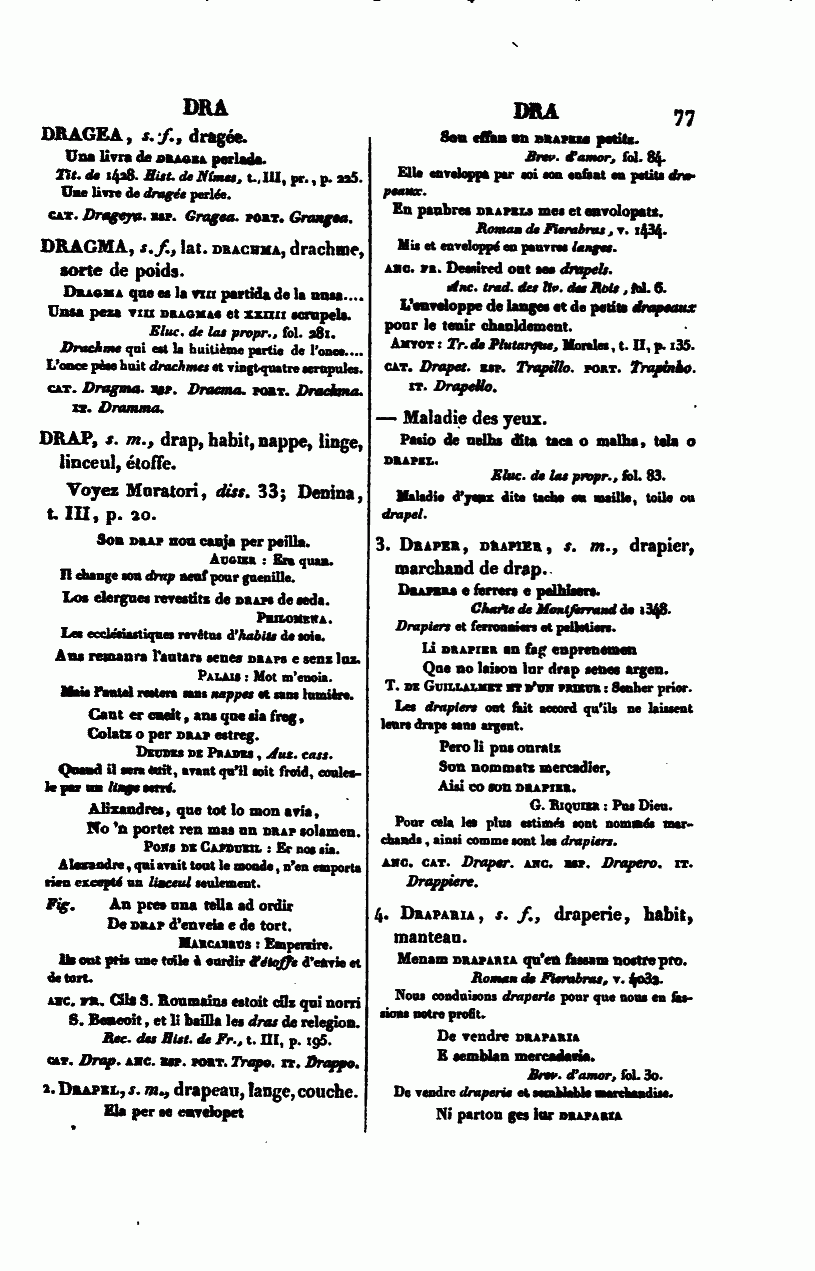 DRA
DRAGEA, s. f., dragée.
Una livra de DRAGEA perlada.
Tit. de 1428. Hist. de Nîmes, t. III, pr., p. 225.
Une livre de dragée perlée.
CAT. Drageya. ESP. Gragea. PORT. Grangea.
DRAGMA, s. f., lat. DRACHMA, drachme,
sorte de poids.
DRAGMA que es la VIII partida de la unsa....
Unsa peza VIII DRAGMAS et XXIIII scrupels.
Eluc. de las propr., fol. 281.
Drachme qui est la huitième partie de l'once....
L'once pèse huit drachmes et vingt-quatre scrupules.
CAT. Dragma. ESP. Dracma. PORT. Drachma.
IT. Dramma.
DRAP, s. m., drap, habit, nappe, linge,
linceul, étoffe.
Voyez Muratori, diss. 33; Denina,
t. III, p. 20.
Son DRAP nou canja per peilla.
AUGIER : Era quan.
Il change son drap neuf pour guenille.
Los clergues revestitz de DRAPS de seda.
PHILOMENA.
Les ecclésiastiques revêtus d'habits de soie.
Ans remanra l'autars senes DRAPS e senz luz.
PALAIS : Mot m'enoia.
Mais l'autel restera sans nappes et sans lumière.
Cant er cueit, ans que sia freg,
Colatz o per DRAP estreg.
DEUDES DE PRADES, Auz. cass.
Quand il sera cuit, avant qu'il soit froid, coulez-
le par un linge serré.
Alixandres, que tot lo mon avia,
No 'n portet ren mas un DRAP solamen.
PONS DE CAPDUEIL : Er nos sia.
Alexandre, qui avait tout le monde, n'en emporta
rien excepté un linceul seulement.
Fig. An pres una tella ad ordir
De DRAP d'enveia e de tort.
MARCABRUS : Emperaire.
Ils ont pris une toile à ourdir d'étoffe d'envie et
de tort.
ANC. FR. Cils S. Roumains estoit cilz qui norri
S. Beneoit, et li bailla les dras de relegion.
Rec. des Hist. de Fr., t. III, p. 195.
CAT. Drap. ANC. ESP. PORT. Trapo. IT. Drappo.
2. DRAPEL, s. m., drapeau, lange, couche.
Ela per se envelopet
DRA 77
Son effan en DRAPELS petitz.
Brev. d'amor, fol. 84.
Elle enveloppa par soi son enfant en petits dra-
peaux.
En paubres DRAPELS mes et envolopatz.
Roman de Fierabras, v. 1434.
Mis et enveloppé en pauvres langes.
ANC. FR. Dessired out ses drapels.
Anc. trad. des liv. des Rois, fol. 6.
L'enveloppe de langes et de petits drapeaux
pour le tenir chauldement.
AMYOT : Tr. de Plutarque, Morales, t. II, p. 135.
CAT. Drapet. ESP. Trapillo. PORT. Trapinho.
IT. Drapello.
— Maladie des yeux.
Pasio de uelhs dita taca o malha, tela o
DRAPEL.
Eluc. de las propr., fol. 83.
Maladie d'yeux dite tache ou maille, toile ou
drapel.
3. DRAPER, DRAPIER, s. m., drapier,
marchand de drap.
DRAPERS e ferrers e pelhisers.
Charte de Montferrand de 1348.
Drapiers et ferronniers et pelletiers.
Li DRAPIER an fag enprenemen
Que no laison lur drap senes argen.
T. DE GUILLALMET ET D'UN PRIEUR : Senher prior.
Les drapiers ont fait accord qu'ils ne laissent
leurs draps sans argent.
Pero li pus onratz
Son nommatz mercadier,
Aisi co son DRAPIER.
G. RIQUIER : Pus Dieu.
Pour cela les plus estimés sont nommés mar-
chands, ainsi comme sont les drapiers.
ANC. CAT. Draper. ANC. ESP. Drapero. IT.
Drappiere.
4. DRAPARIA, s. f., draperie, habit,
manteau.
Menam DRAPARIA qu'en fassam nostre pro.
Roman de Fierabras, v. 4032.
Nous conduisons draperie pour que nous en fas-
sions notre profit.
De vendre DRAPARIA
E semblan mercadaria.
Brev. d'amor, fol. 30.
De vendre draperie et semblable marchandise.
Ni parton ges lur DRAPARIA